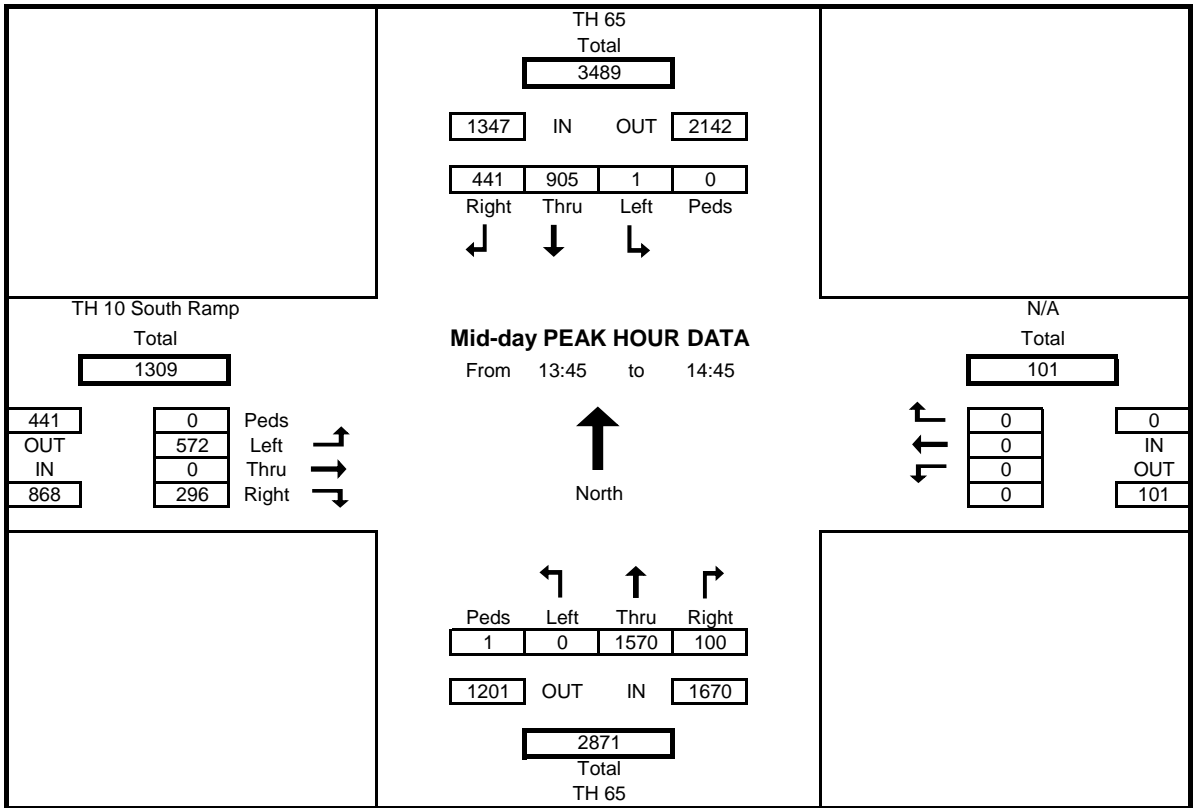 TH 65
Total
3489
1347 IN OUT 2142
441 905 1 0
Right Thru Left Peds
TH 10 South Ramp
Total
1309
441 0 Peds
OUT 572 Left
IN 0 Thru
868 296 Right
Mid-day PEAK HOUR DATA
From 13:45 to 14:45
North
N/A
Total
101
0 0
0 IN
0 OUT
0 101
Peds Left Thru Right
1 0 1570 100
1201 OUT IN 1670
2871
Total
TH 65